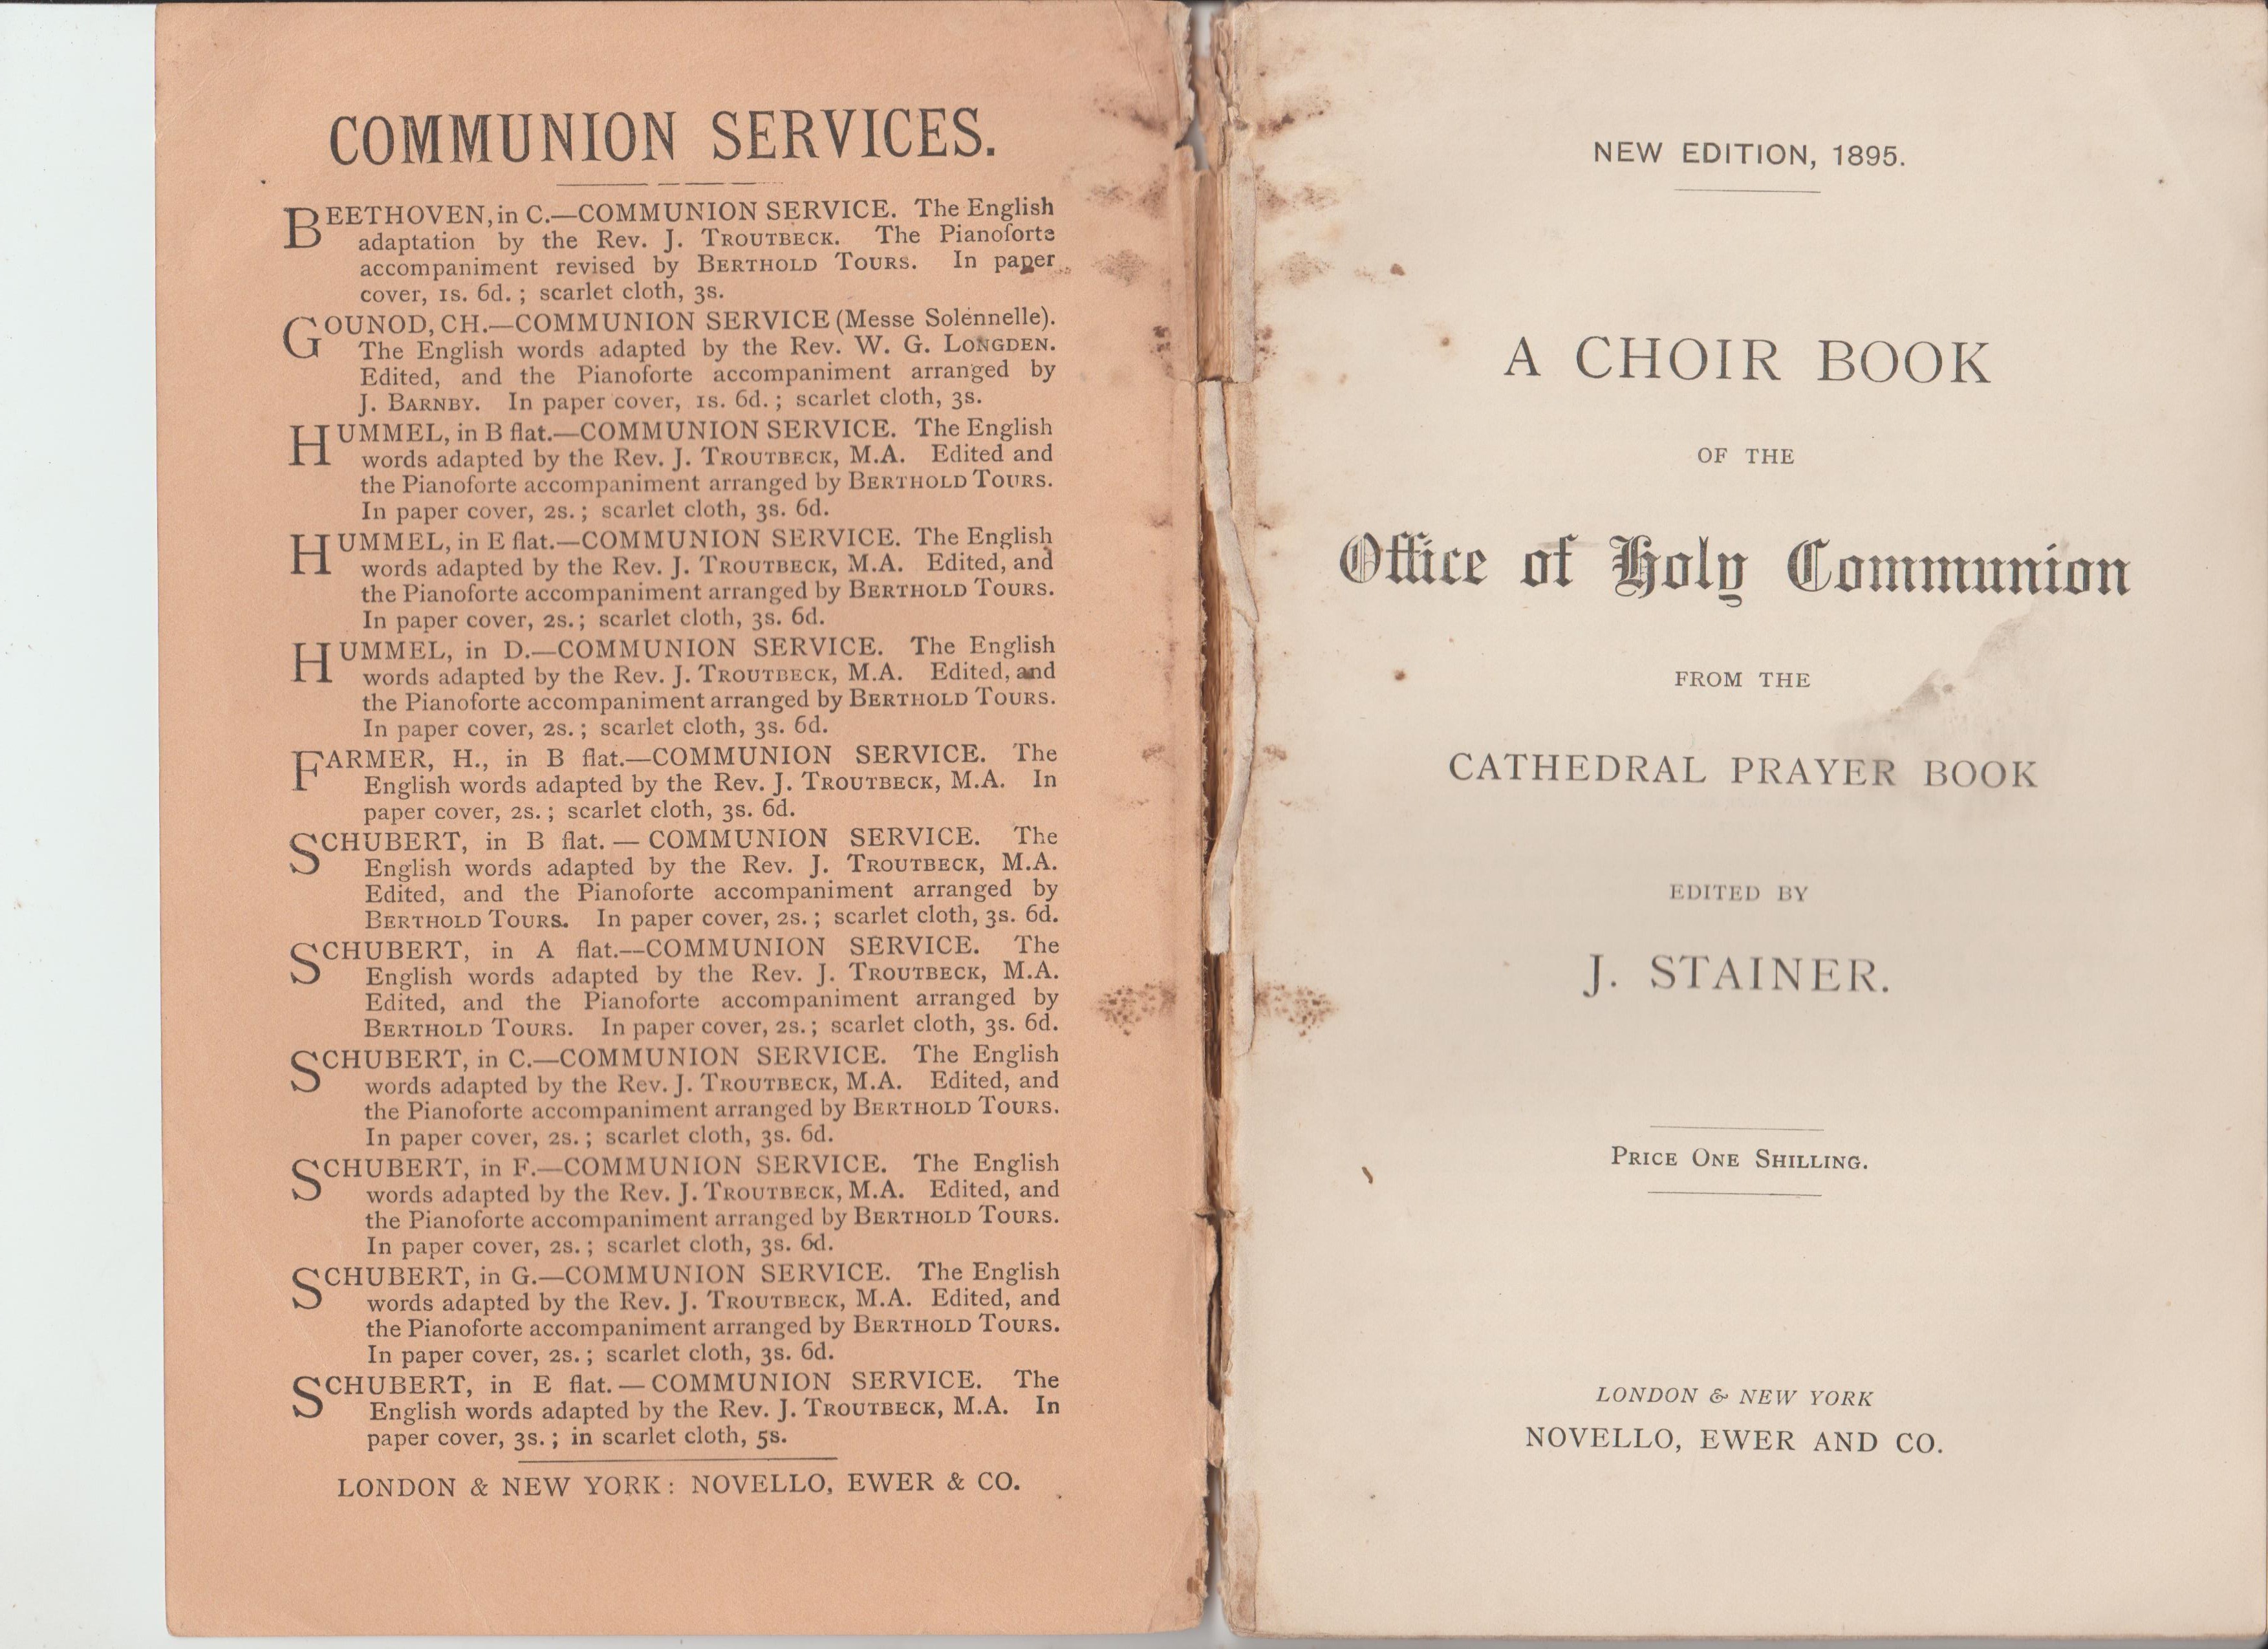 COMMUNION SERVICES.
BEETHOVEN, in C.—COMMUNION SERVICE. The English
adaptation by the Rev. J. TROUTBECK. The Pianoforte
accompaniment revised by BERTHOLD TOURS. In paper
cover, 1s. 6d.; scarlet cloth, 3s.
GOUNOD, CH.—COMMUNION SERVICE (Messe Solennelle).
The English words adapted by the Rev. W. G. LONGDEN.
Edited, and the Pianoforte accompaniment arranged by
J. BARNBY. In paper cover, 1s. 6d.; scarlet cloth, 3s.
HUMMEL, in B flat.—COMMUNION SERVICE. The English
words adapted by the Rev. J. TROUTBECK, M.A. Edited and
the Pianoforte accompaniment arranged by BERTHOLD TOURS.
In paper cover, 2s.; scarlet cloth, 3s. 6d.
HUMMEL, in E flat.—COMMUNION SERVICE. The English
words adapted by the Rev. J. TROUTBECK, M.A. Edited, and
the Pianoforte accompaniment arranged by BERTHOLD TOURS.
In paper cover, 2s.; scarlet cloth, 3s. 6d.
HUMMEL, in D.—COMMUNION SERVICE. The English
words adapted by the Rev. J. TROUTBECK, M.A. Edited, and
the Pianoforte accompaniment arranged by BERTHOLD TOURS.
In paper cover, 2s.; scarlet cloth, 3s. 6d.
FARMER, H., in B flat.—COMMUNION SERVICE. The
English words adapted by the Rev. J. TROUTBECK, M.A. In
paper cover, 2s.; scarlet cloth, 3s. 6d.
SCHUBERT, in B flat.—COMMUNION SERVICE. The
English words adapted by the Rev. J. TROUTBECK, M.A.
Edited, and the Pianoforte accompaniment arranged by
BERTHOLD TOURS. In paper cover, 2s.; scarlet cloth, 3s. 6d.
SCHUBERT, in A flat.—COMMUNION SERVICE. The
English words adapted by the Rev. J. TROUTBECK, M.A.
Edited, and the Pianoforte accompaniment arranged by
BERTHOLD TOURS. In paper cover, 2s.; scarlet cloth, 3s. 6d.
SCHUBERT, in C.—COMMUNION SERVICE. The English
words adapted by the Rev. J. TROUTBECK, M.A. Edited, and
the Pianoforte accompaniment arranged by BERTHOLD TOURS.
In paper cover, 2s.; scarlet cloth, 3s. 6d.
SCHUBERT, in F.—COMMUNION SERVICE. The English
words adapted by the Rev. J. TROUTBECK, M.A. Edited, and
the Pianoforte accompaniment arranged by BERTHOLD TOURS.
In paper cover, 2s.; scarlet cloth, 3s. 6d.
SCHUBERT, in G.—COMMUNION SERVICE. The English
words adapted by the Rev. J. TROUTBECK, M.A. Edited, and
the Pianoforte accompaniment arranged by BERTHOLD TOURS.
In paper cover, 2s.; scarlet cloth, 3s. 6d.
SCHUBERT, in E flat.—COMMUNION SERVICE. The
English words adapted by the Rev. J. TROUTBECK, M.A. In
paper cover, 3s.; in scarlet cloth, 5s.
LONDON & NEW YORK: NOVELLO, EWER & CO.
NEW EDITION, 1895.
A CHOIR BOOK
OF THE
Office of Holy Communion
FROM THE
CATHEDRAL PRAYER BOOK
EDITED BY
J. STAINER.
PRICE ONE SHILLING.
LONDON & NEW YORK
NOVELLO, EWER AND CO.